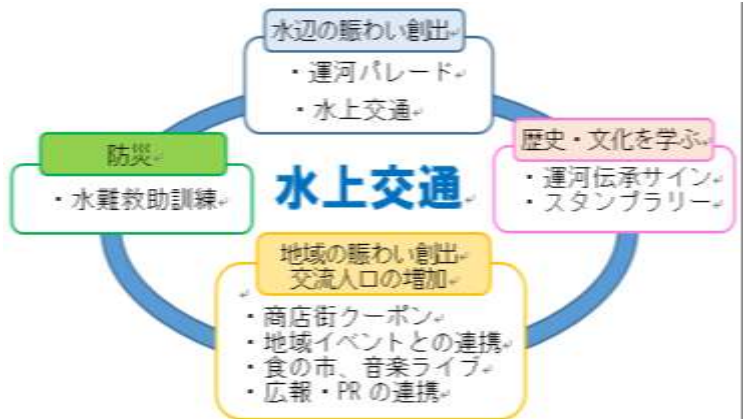 水辺の賑わい創出
・運河パレード
・水上交通
防災
・水難救助訓練
水上交通
歴史・文化を学ぶ
・運河伝承サイン
・スタンプラリー
地域の賑わい創出
交流人口の増加
・商店街クーポン
・地域イベントとの連携
・食の市、音楽ライブ
・広報・PRの連携